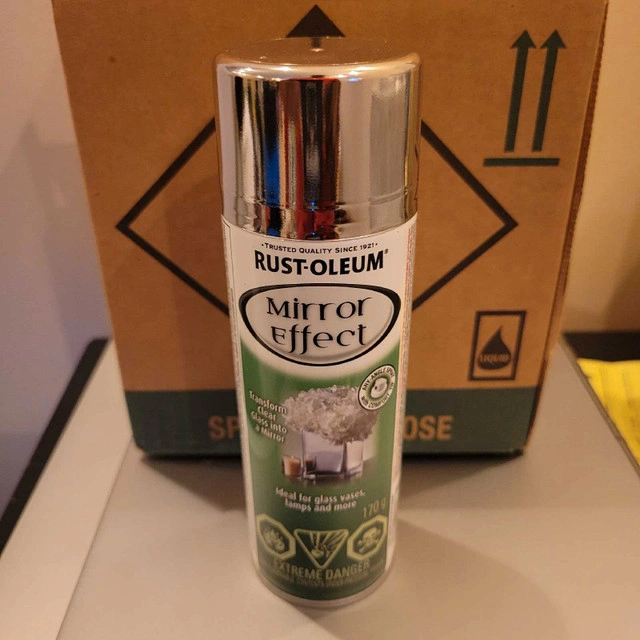 •TRUSTED QUALITY SINCE 1921•
RUST-OLEUM®
Mirror
Effect
Transform
Clear
Glass into
a Mirror
Ideal for glass vases,
lamps and more
170 g
EXTREME DANGER
LIQUID
SP
OSE